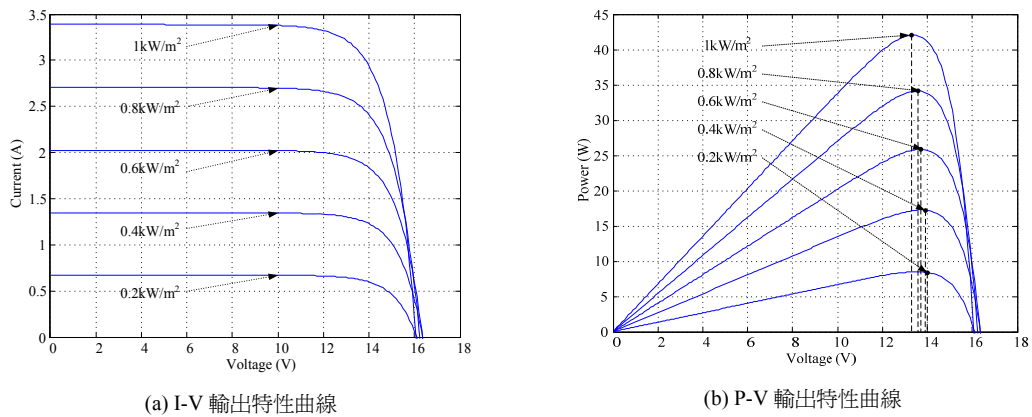 3.5
3
2.5
2
1.5
1
0.5
0
Current (A)
1kW/m²
0.8kW/m²
0.6kW/m²
0.4kW/m²
0.2kW/m²
0 2 4 6 8 10 12 14 16 18
Voltage (V)
(a) I-V 輸出特性曲線
45
40
35
30
25
20
15
10
5
0
Power (W)
1kW/m²
0.8kW/m²
0.6kW/m²
0.4kW/m²
0.2kW/m²
0 2 4 6 8 10 12 14 16 18
Voltage (V)
(b) P-V 輸出特性曲線